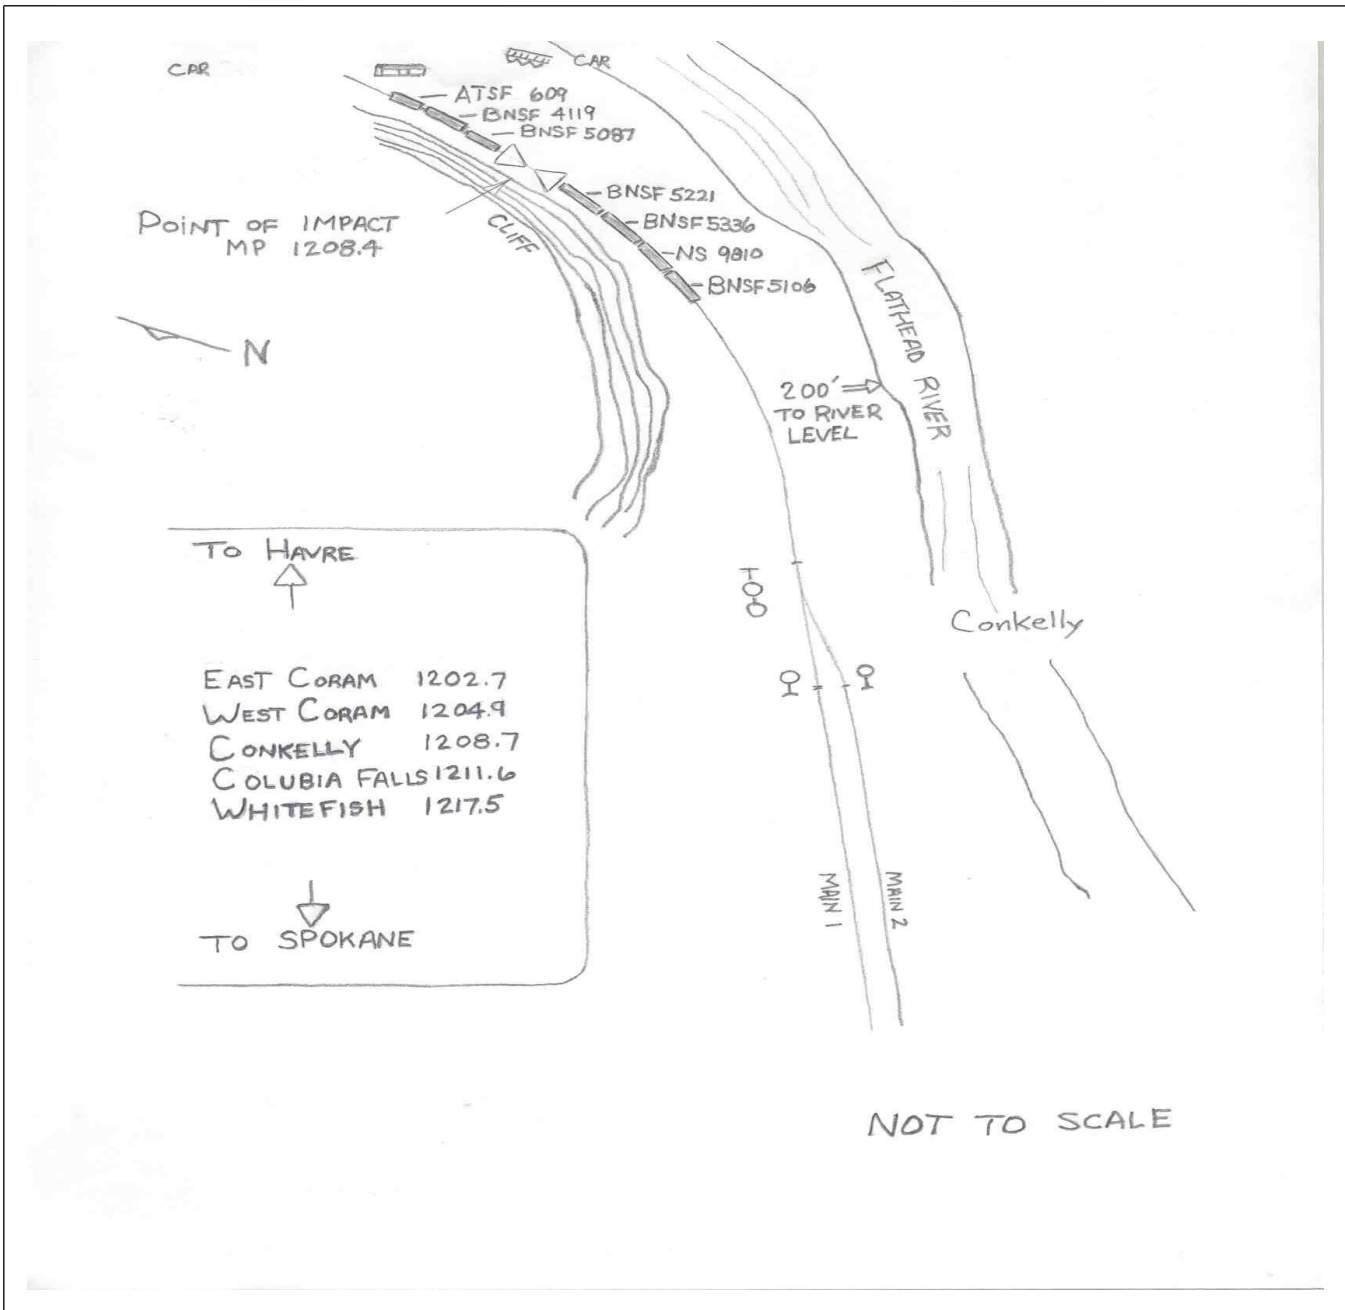 CAR
CAR
ATSF 609
BNSF 4119
BNSF 5087
BNSF 5221
BNSF 5336
NS 9810
BNSF 5106
POINT OF IMPACT
MP 1208.4
CLIFF
N
FLATHEAD RIVER
200'
TO RIVER
LEVEL
Conkelly
TO HAVRE
EAST CORAM 1202.7
WEST CORAM 1204.9
CONKELLY 1208.7
COLUBIA FALLS 1211.6
WHITEFISH 1217.5
TO SPOKANE
MAIN 1
MAIN 2
NOT TO SCALE